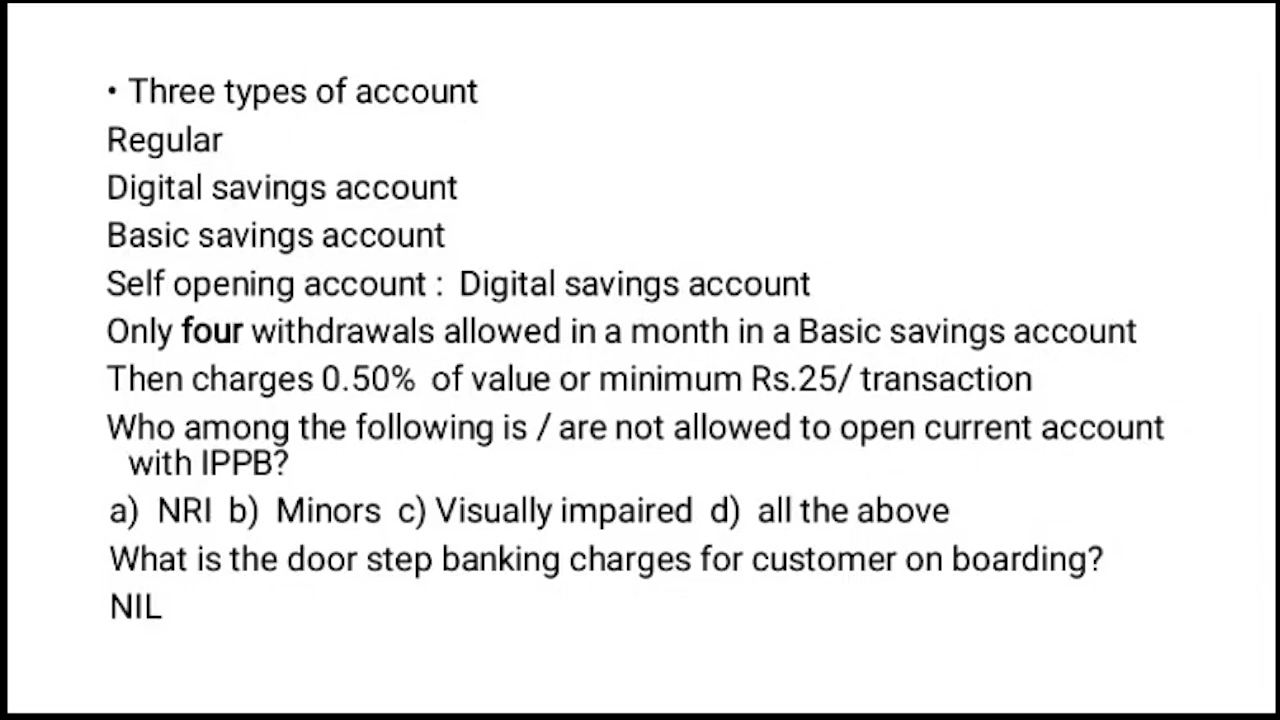 • Three types of account
Regular
Digital savings account
Basic savings account
Self opening account : Digital savings account
Only four withdrawals allowed in a month in a Basic savings account
Then charges 0.50% of value or minimum Rs.25/ transaction
Who among the following is / are not allowed to open current account
with IPPB?
a) NRI b) Minors c) Visually impaired d) all the above
What is the door step banking charges for customer on boarding?
NIL